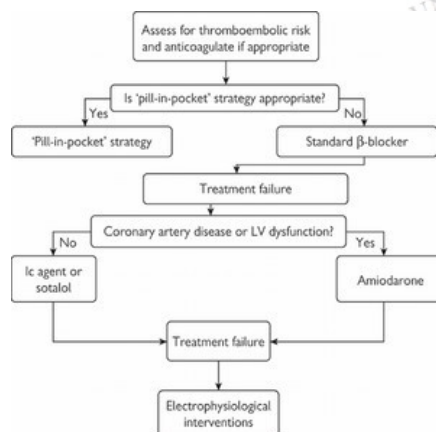 Assess for thromboembolic risk
and anticoagulate if appropriate
Is 'pill-in-pocket' strategy appropriate?
Yes
No
'Pill-in-pocket' strategy
Standard β-blocker
Treatment failure
Coronary artery disease or LV dysfunction?
No
Yes
Ic agent or
sotalol
Amiodarone
Treatment failure
Electrophysiological
interventions